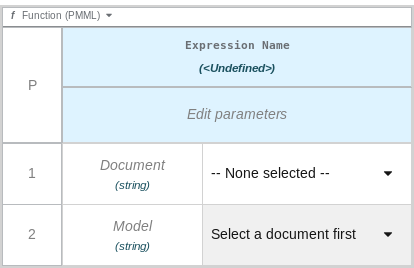 f Function (PMML)
Expression Name
(<Undefined>)
P
Edit parameters
1
Document
(string)
-- None selected --
2
Model
(string)
Select a document first